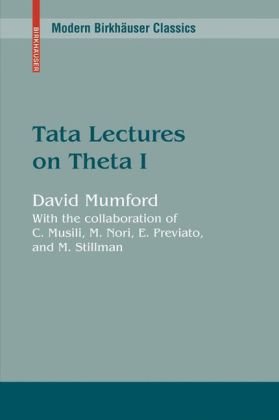 BIRKHÄUSER
Modern Birkhäuser Classics
Tata Lectures
on Theta I
David Mumford
With the collaboration of
C. Musili, M. Nori, E. Previato,
and M. Stillman